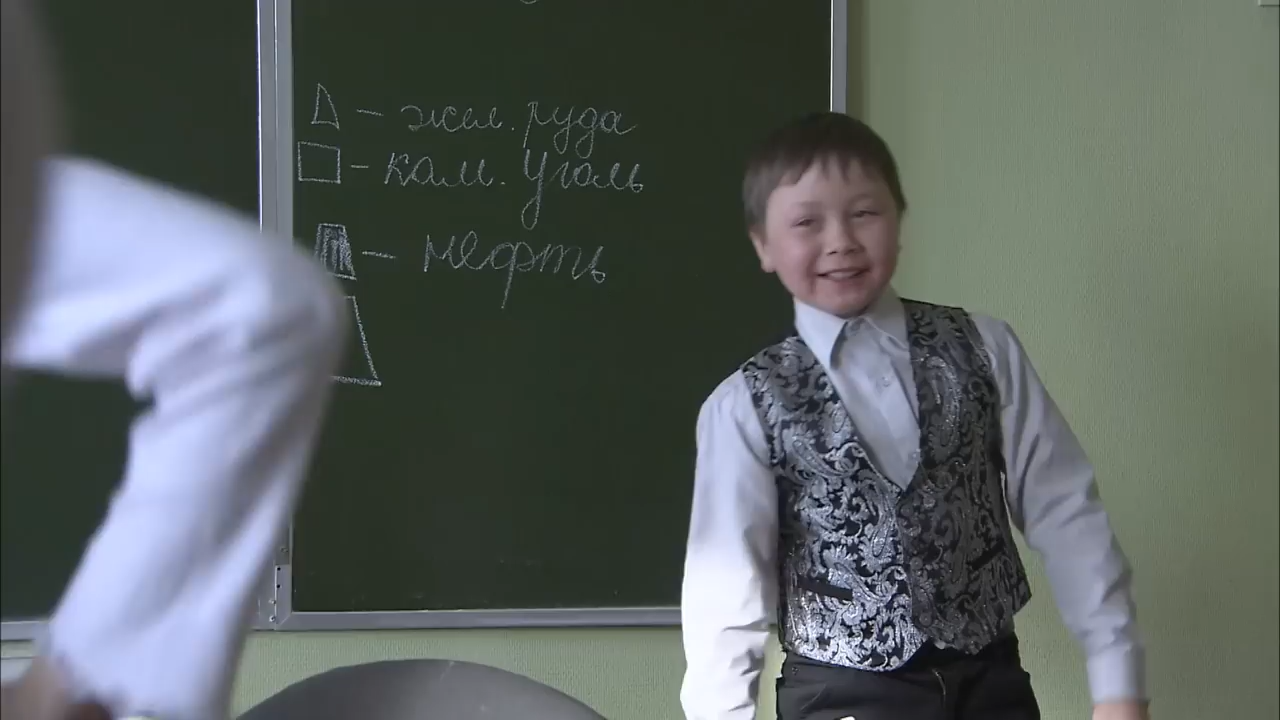 – жел. руда
– кам. уголь
– нефть